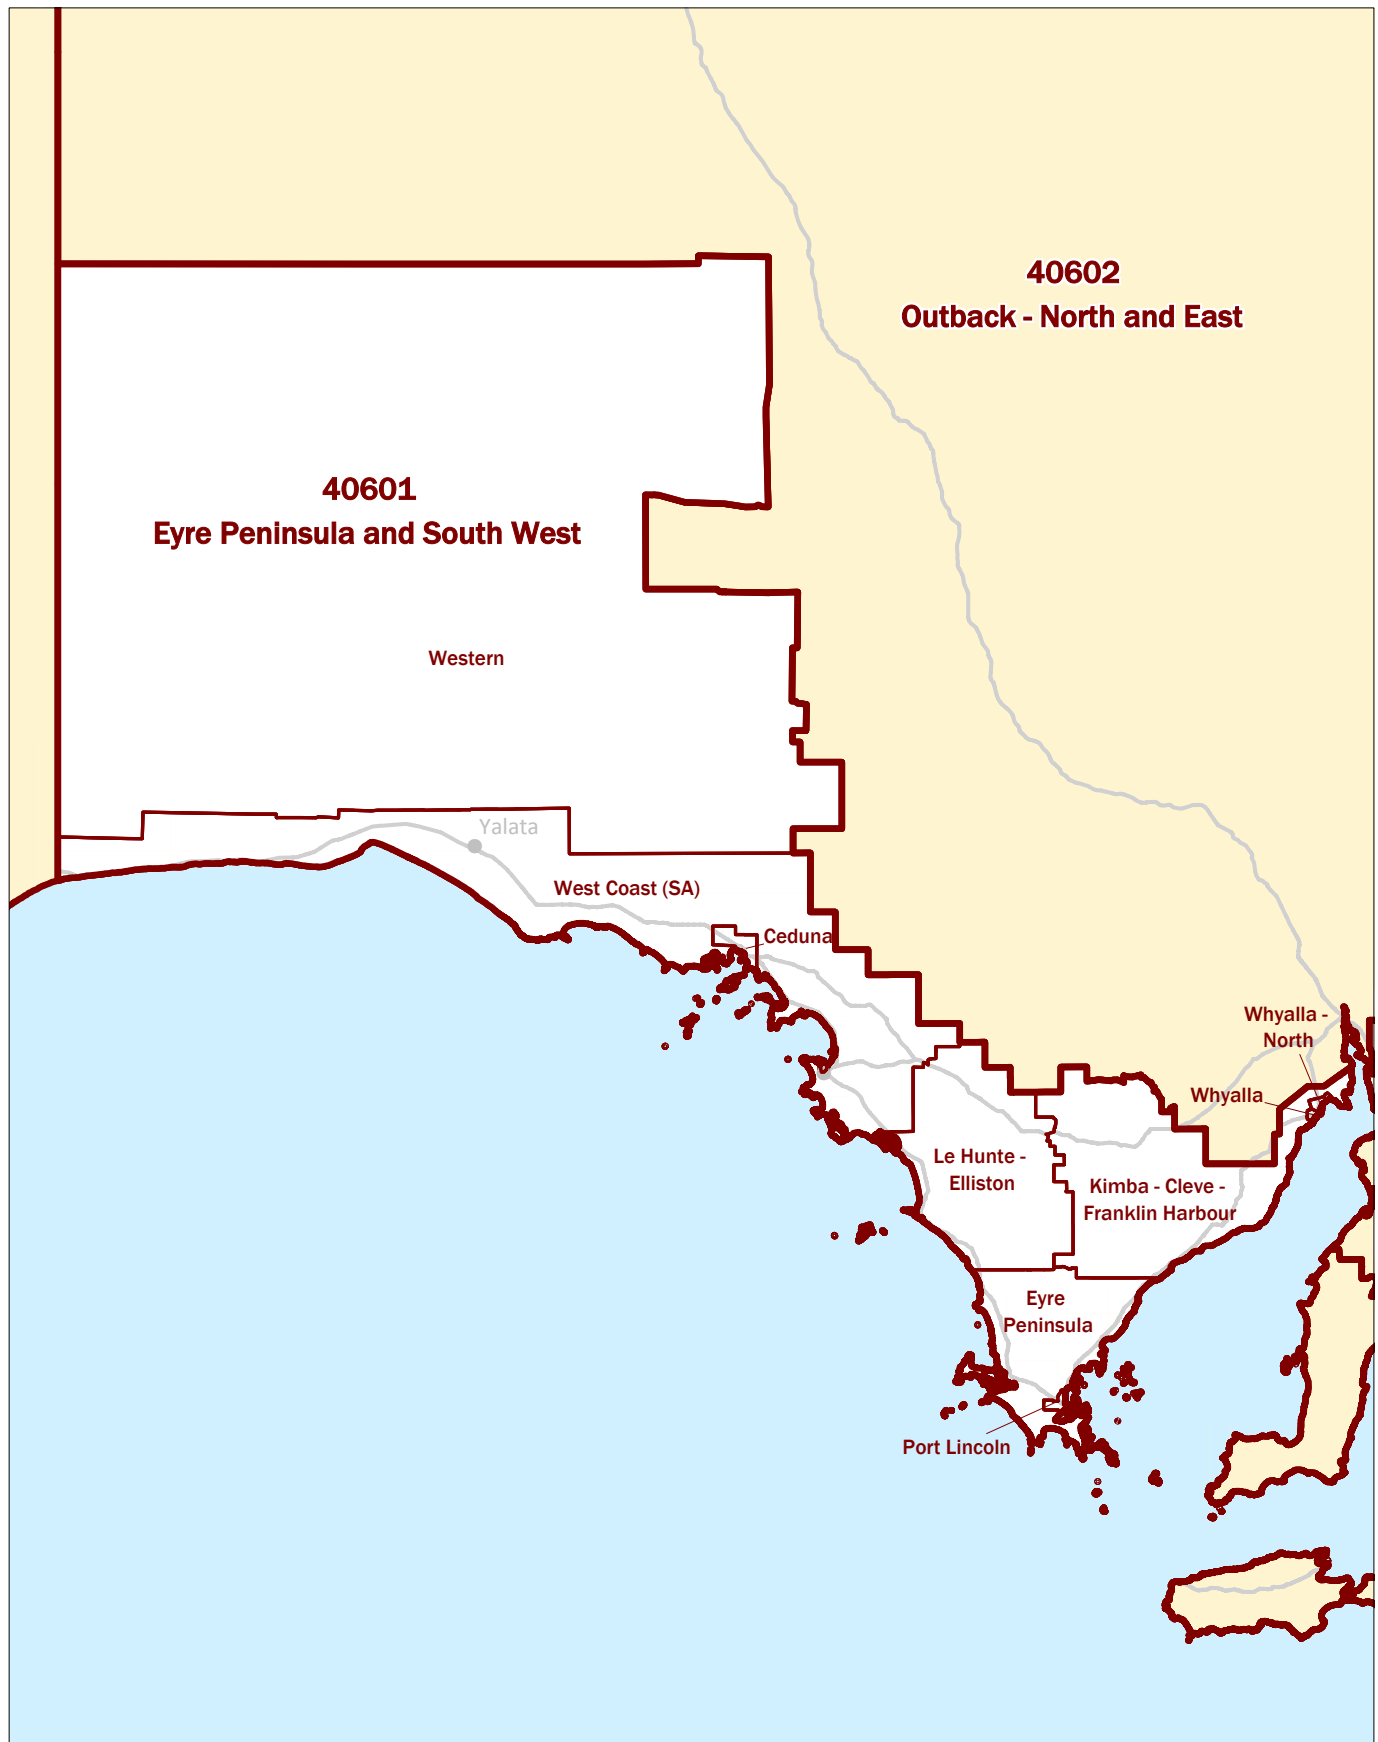 40602
Outback - North and East
40601
Eyre Peninsula and South West
Western
Yalata
West Coast (SA)
Ceduna
Whyalla -
North
Whyalla
Le Hunte -
Elliston
Kimba - Cleve -
Franklin Harbour
Eyre
Peninsula
Port Lincoln